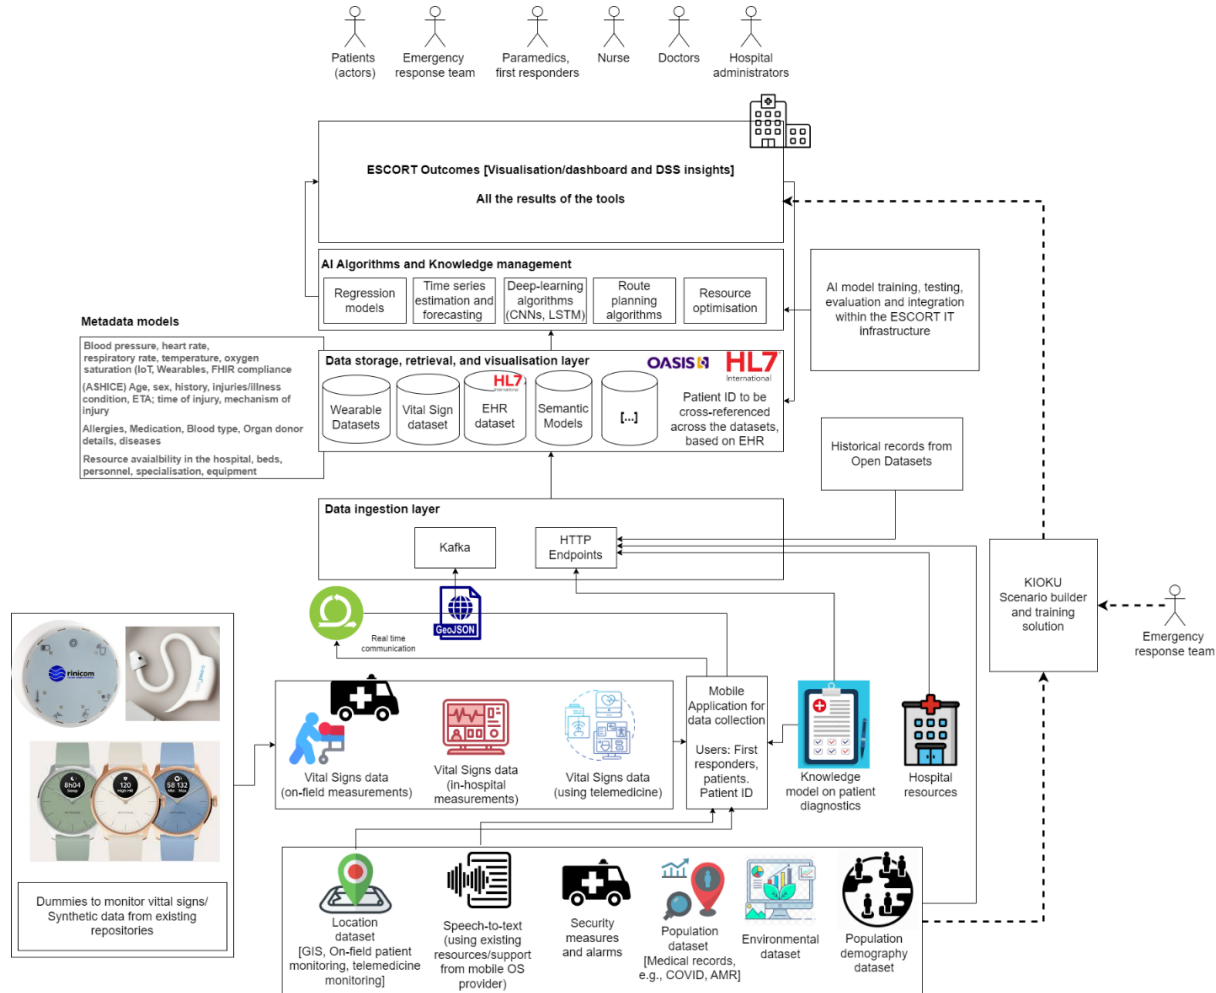 Patients
(actors)
Emergency
response team
Paramedics,
first responders
Nurse
Doctors
Hospital
administrators
ESCORT Outcomes [Visualisation/dashboard and DSS insights]
All the results of the tools
AI Algorithms and Knowledge management
Regression
models
Time series
estimation and
forecasting
Deep-learning
algorithms
(CNNs, LSTM)
Route
planning
algorithms
Resource
optimisation
AI model training, testing,
evaluation and integration
within the ESCORT IT
infrastructure
Metadata models
Blood pressure, heart rate,
respiratory rate, temperature, oxygen
saturation (IoT, Wearables, FHIR compliance
(ASHICE) Age, sex, history, injuries/illness
condition, ETA; time of injury, mechanism of
injury
Allergies, Medication, Blood type, Organ donor
details, diseases
Resource avaialbility in the hospital, beds,
personnel, specialisation, equipment
Data storage, retrieval, and visualisation layer
OASIS
HL7
International
Wearable
Datasets
Vital Sign
dataset
HL7
International
EHR
dataset
Semantic
Models
[...]
Patient ID to be
cross-referenced
across the datasets,
based on EHR
Historical records from
Open Datasets
Data ingestion layer
Kafka
HTTP
Endpoints
KIOKU
Scenario builder
and training
solution
Emergency
response team
GeoJSON
Real time
communication
rinicom
8h04
120
58 132
Dummies to monitor vittal signs/
Synthetic data from existing
repositories
Vital Signs data
(on-field measurements)
Vital Signs data
(in-hospital
measurements)
Vital Signs data
(using telemedicine)
Mobile
Application for
data collection
Users: First
responders,
patients.
Patient ID
Knowledge
model on patient
diagnostics
Hospital
resources
Location
dataset
[GIS, On-field patient
monitoring, telemedicine
monitoring]
Speech-to-text
(using existing
resources/support
from mobile OS
provider)
Security
measures
and alarms
Population
dataset
[Medical records,
e.g., COVID, AMR]
Environmental
dataset
Population
demography
dataset